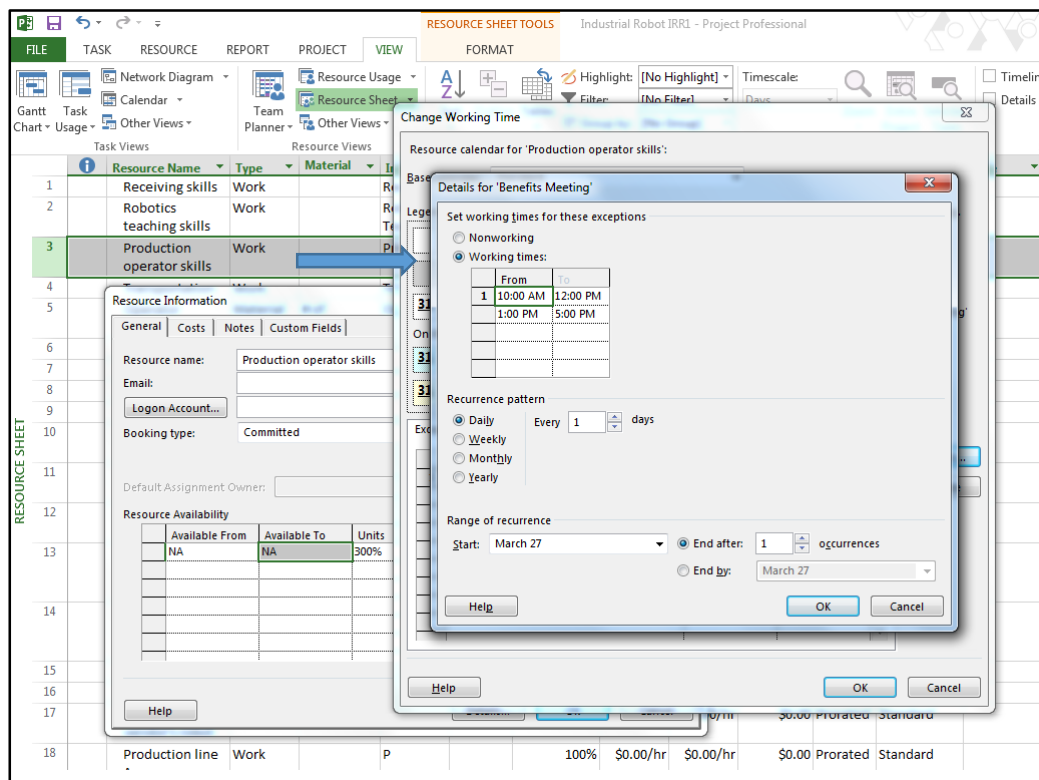 RESOURCE SHEET TOOLS
Industrial Robot IRR1 - Project Professional
FILE TASK RESOURCE REPORT PROJECT VIEW FORMAT
Gantt Chart
Task Usage
Network Diagram
Calendar
Other Views
Task Views
Team Planner
Resource Usage
Resource Sheet
Other Views
Resource Views
A
Z
Highlight: [No Highlight]
Filter: [No Filter]
Timescale:
Days
Details
RESOURCE SHEET
Resource Name Type Material
1 Receiving skills Work
2 Robotics teaching skills Work
3 Production operator skills Work
4
5
6
7
8
9
10
11
12
13
14
15
16
17 $0.00 Prorated Standard
18 Production line Work P 100% $0.00/hr $0.00/hr $0.00 Prorated Standard
Resource Information
General Costs Notes Custom Fields
Resource name: Production operator skills
Email:
Logon Account...
Booking type: Committed
Default Assignment Owner:
Resource Availability
Available From Available To Units
NA NA 300%
Help
Change Working Time
Resource calendar for 'Production operator skills':
Help OK Cancel
Details for 'Benefits Meeting'
Set working times for these exceptions
Nonworking
Working times:
From To
1 10:00 AM 12:00 PM
1:00 PM 5:00 PM
Recurrence pattern
Daily Every 1 days
Weekly
Monthly
Yearly
Range of recurrence
Start: March 27 End after: 1 occurrences
End by: March 27
Help OK Cancel